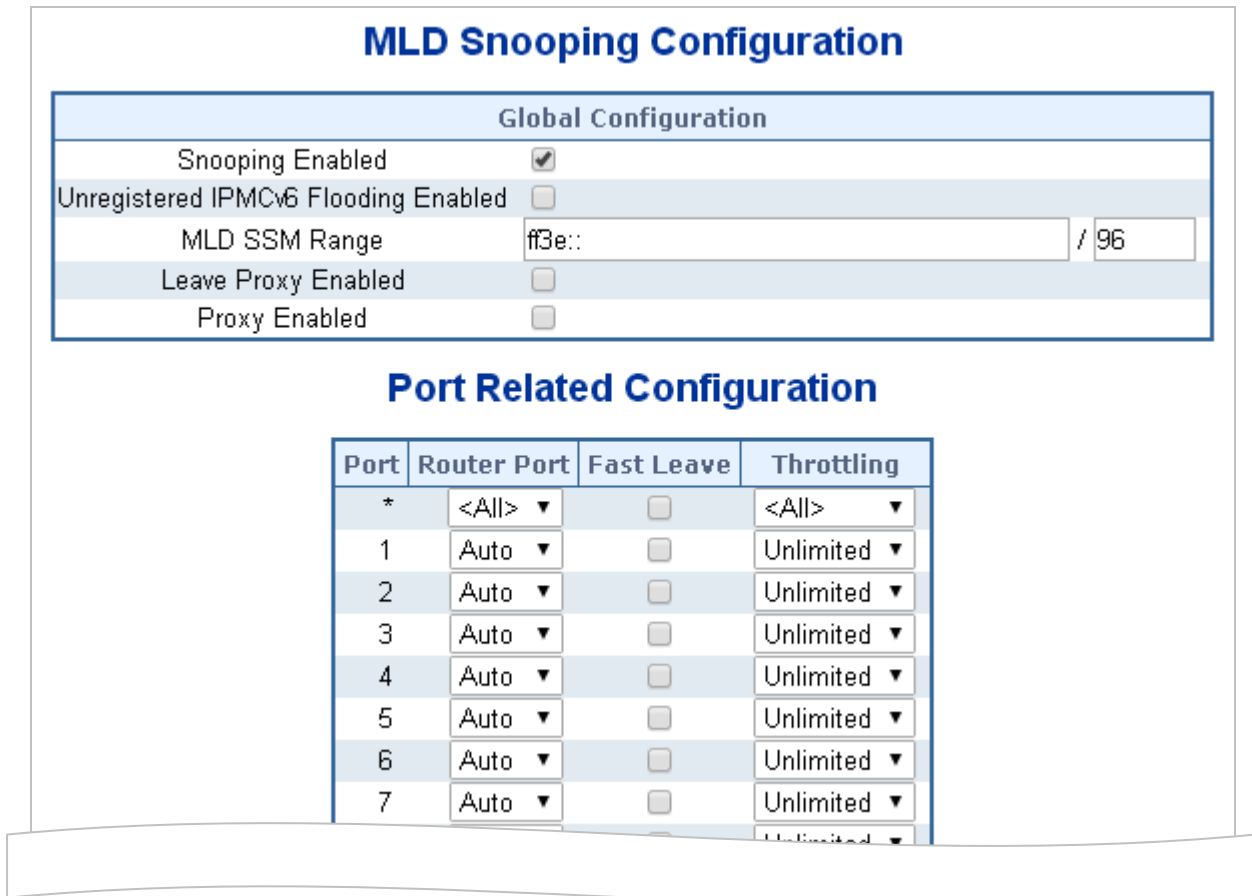 MLD Snooping Configuration
Global Configuration
Snooping Enabled
Unregistered IPMCv6 Flooding Enabled
MLD SSM Range ff3e:: / 96
Leave Proxy Enabled
Proxy Enabled
Port Related Configuration
Port Router Port Fast Leave Throttling
* <All> <All>
1 Auto Unlimited
2 Auto Unlimited
3 Auto Unlimited
4 Auto Unlimited
5 Auto Unlimited
6 Auto Unlimited
7 Auto Unlimited